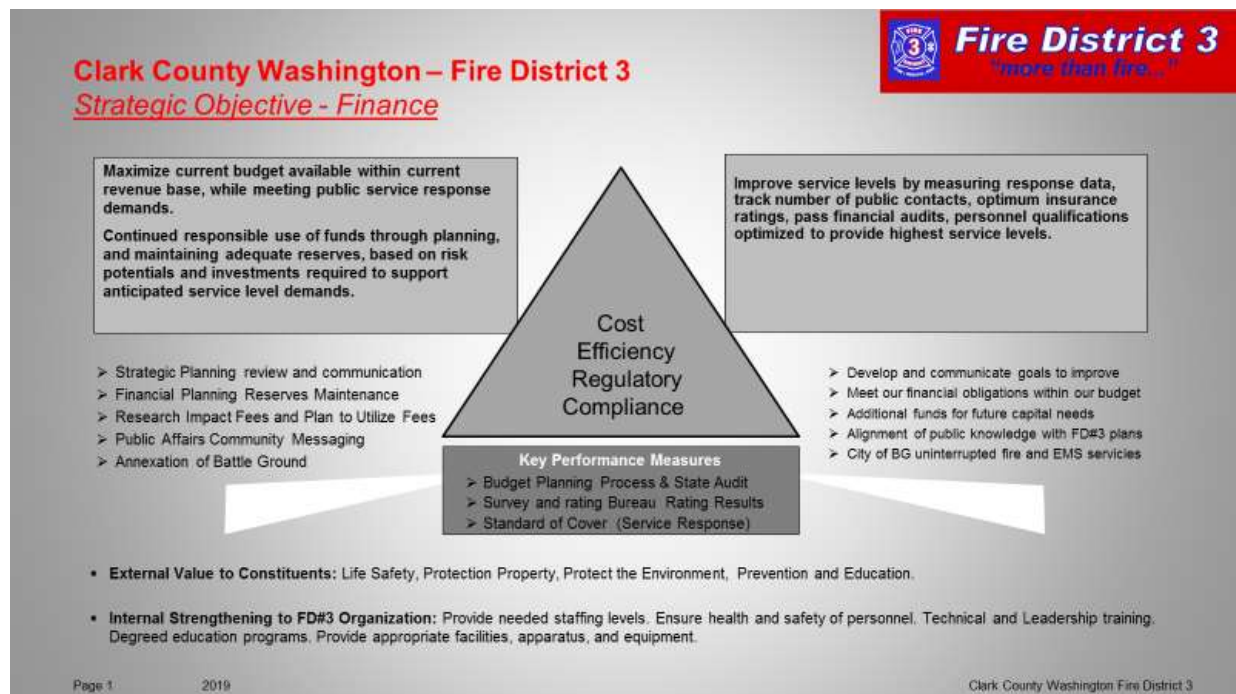 Clark County Washington – Fire District 3
Strategic Objective - Finance
FIRE
3
Fire District 3
"more than fire..."
Maximize current budget available within current
revenue base, while meeting public service response
demands.
Continued responsible use of funds through planning,
and maintaining adequate reserves, based on risk
potentials and investments required to support
anticipated service level demands.
Improve service levels by measuring response data,
track number of public contacts, optimum insurance
ratings, pass financial audits, personnel qualifications
optimized to provide highest service levels.
Cost
Efficiency
Regulatory
Compliance
➢ Strategic Planning review and communication
➢ Financial Planning Reserves Maintenance
➢ Research Impact Fees and Plan to Utilize Fees
➢ Public Affairs Community Messaging
➢ Annexation of Battle Ground
➢ Develop and communicate goals to improve
➢ Meet our financial obligations within our budget
➢ Additional funds for future capital needs
➢ Alignment of public knowledge with FD#3 plans
➢ City of BG uninterrupted fire and EMS servicies
Key Performance Measures
➢ Budget Planning Process & State Audit
➢ Survey and rating Bureau Rating Results
➢ Standard of Cover (Service Response)
▪ External Value to Constituents: Life Safety, Protection Property, Protect the Environment, Prevention and Education.
▪ Internal Strengthening to FD#3 Organization: Provide needed staffing levels. Ensure health and safety of personnel. Technical and Leadership training.
Degreed education programs. Provide appropriate facilities, apparatus, and equipment.
Page 1
2019
Clark County Washington Fire District 3